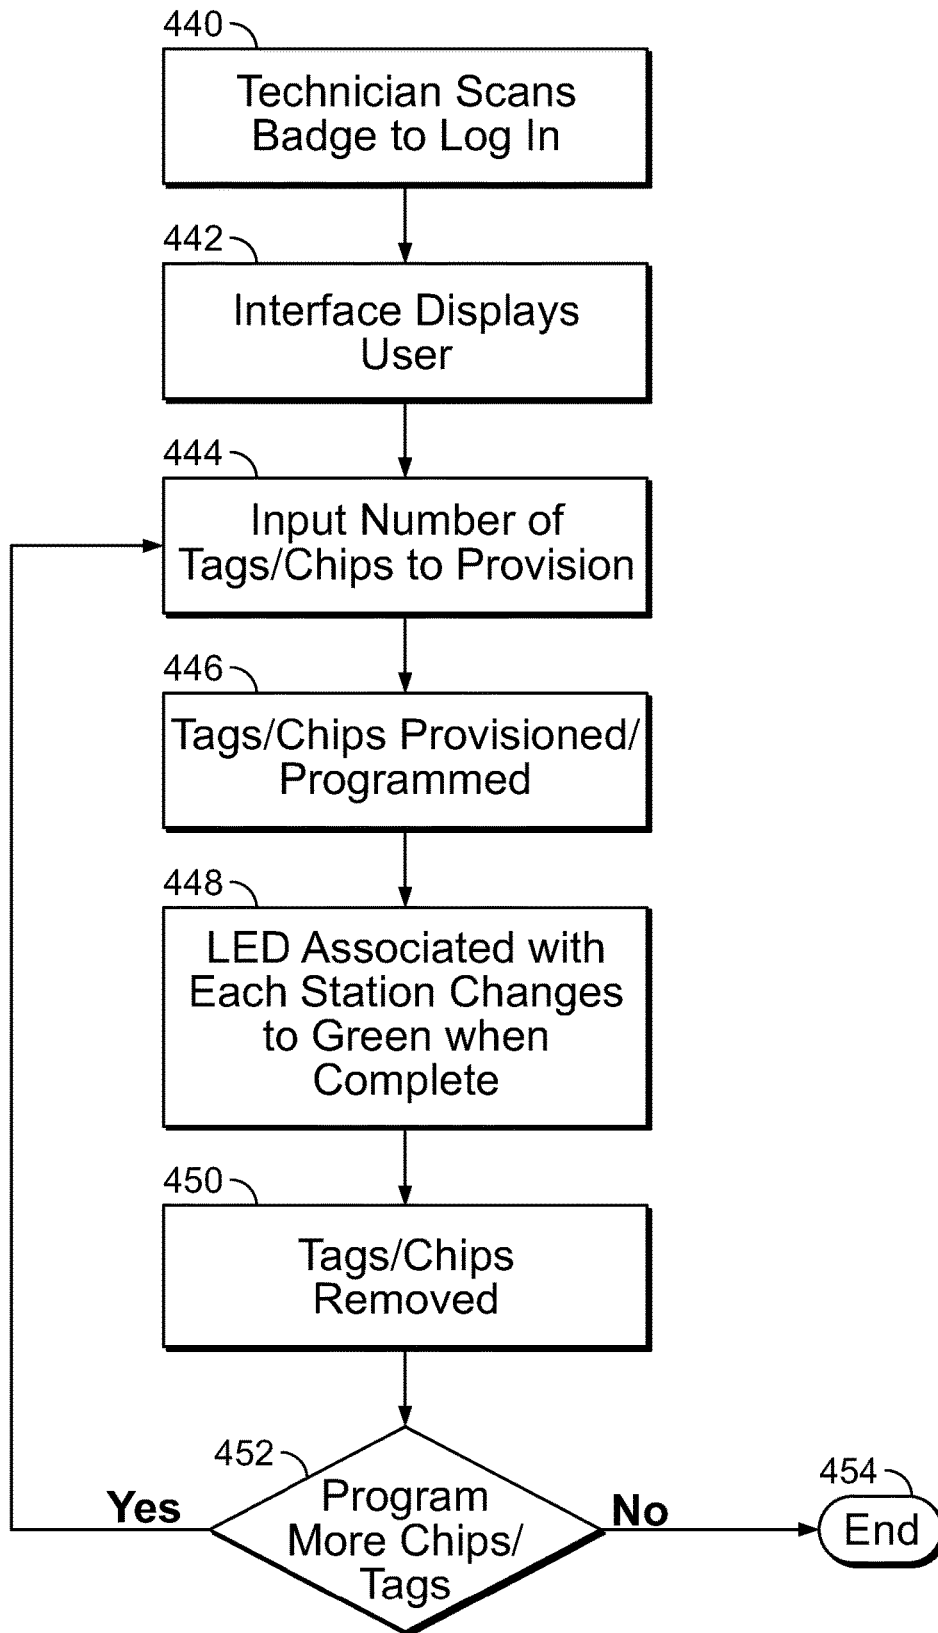 440
Technician Scans
Badge to Log In
442
Interface Displays
User
444
Input Number of
Tags/Chips to Provision
446
Tags/Chips Provisioned/
Programmed
448
LED Associated with
Each Station Changes
to Green when
Complete
450
Tags/Chips
Removed
452
Program
More Chips/
Tags
Yes
No
454
End